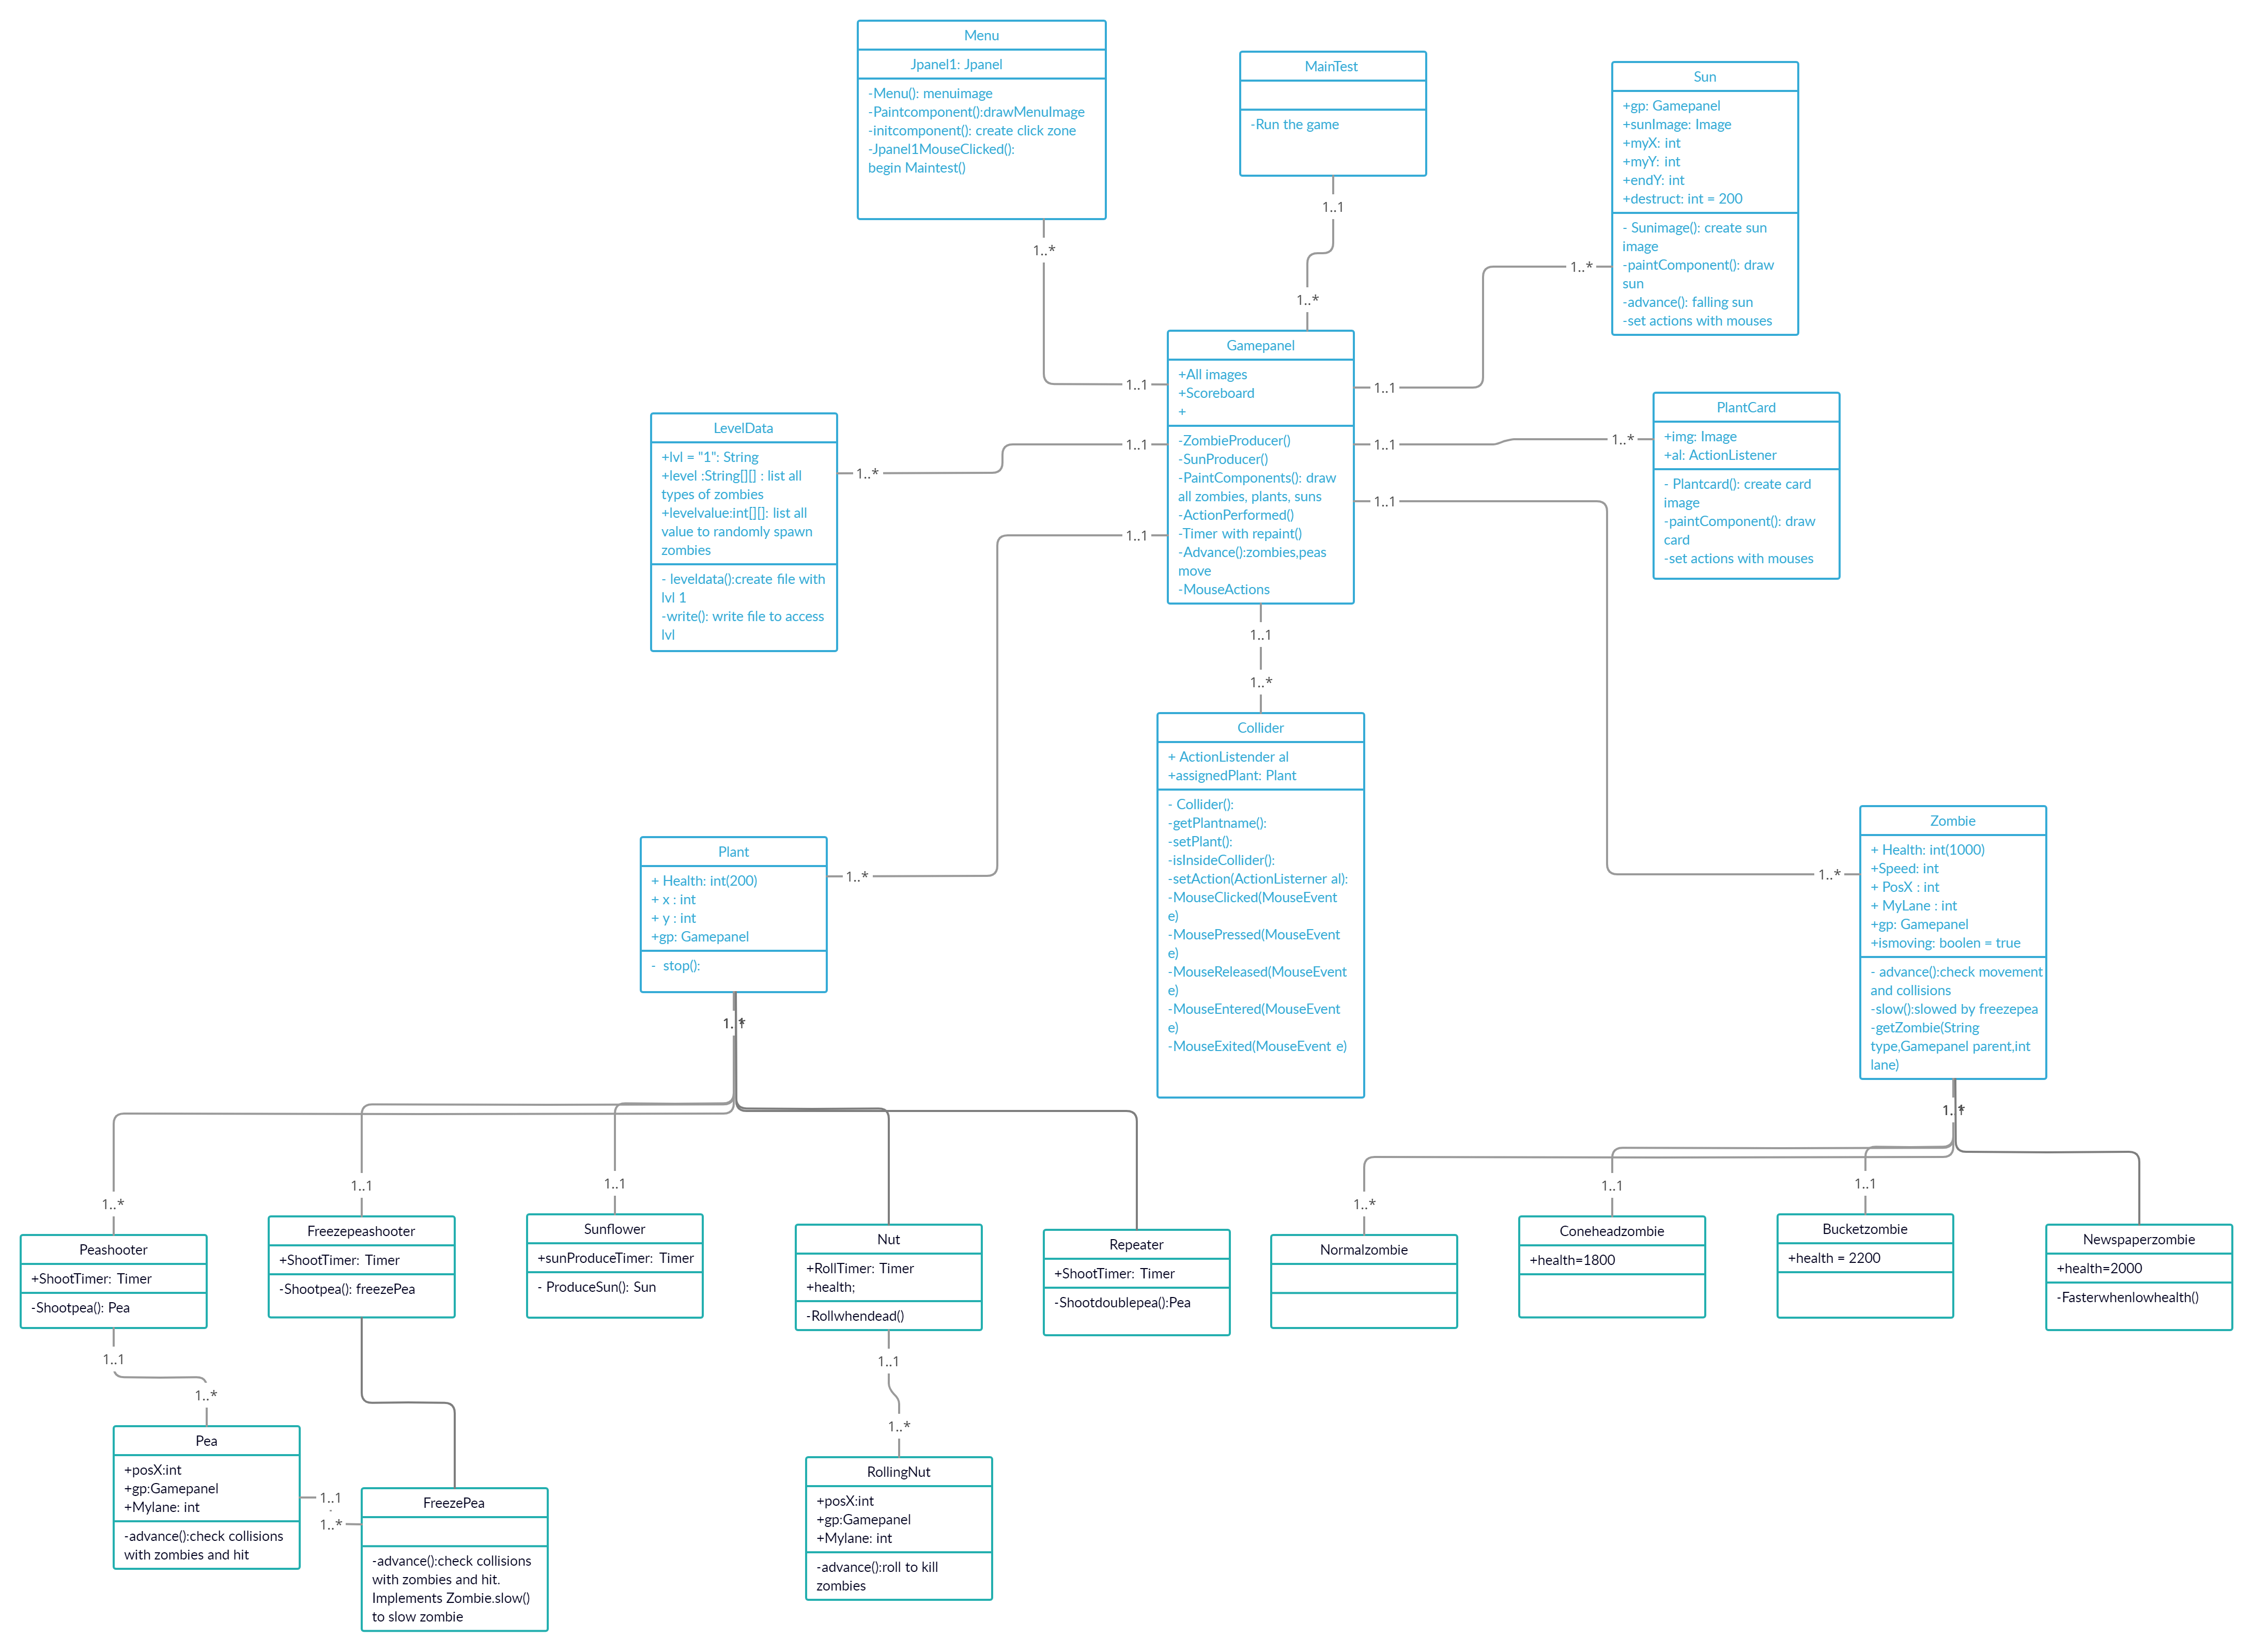 Menu
Jpanel1: Jpanel
-Menu(): menuimage
-Paintcomponent():drawMenuImage
-initcomponent(): create click zone
-Jpanel1MouseClicked():
begin Maintest()
MainTest
-Run the game
Sun
+gp: Gamepanel
+sunImage: Image
+myX: int
+myY: int
+endY: int
+destruct: int = 200
- Sunimage(): create sun
image
-paintComponent(): draw
sun
-advance(): falling sun
-set actions with mouses
1..*
1..1
1..*
1..*
Gamepanel
+All images
+Scoreboard
+
-ZombieProducer()
-SunProducer()
-PaintComponents(): draw
all zombies, plants, suns
-ActionPerformed()
-Timer with repaint()
-Advance():zombies,peas
move
-MouseActions
1..1
1..1
1..1
1..1
1..1
1..1
1..1
LevelData
+lvl = "1": String
+level :String[][] : list all
types of zombies
+levelvalue:int[][]: list all
value to randomly spawn
zombies
- leveldata():create file with
lvl 1
-write(): write file to access
lvl
1..*
PlantCard
+img: Image
+al: ActionListener
- Plantcard(): create card
image
-paintComponent(): draw
card
-set actions with mouses
1..*
1..*
Collider
+ ActionListender al
+assignedPlant: Plant
- Collider():
-getPlantname():
-setPlant():
-isInsideCollider():
-setAction(ActionListerner al):
-MouseClicked(MouseEvent
e)
-MousePressed(MouseEvent
e)
-MouseReleased(MouseEvent
e)
-MouseEntered(MouseEvent
e)
-MouseExited(MouseEvent e)
Plant
+ Health: int(200)
+ x : int
+ y : int
+gp: Gamepanel
- stop():
1..*
Zombie
+ Health: int(1000)
+Speed: int
+ PosX : int
+ MyLane : int
+gp: Gamepanel
+ismoving: boolen = true
- advance():check movement
and collisions
-slow():slowed by freezepea
-getZombie(String
type,Gamepanel parent,int
lane)
1..*
1..*
1..1
1..1
1..*
1..1
1..1
Peashooter
+ShootTimer: Timer
-Shootpea(): Pea
Freezepeashooter
+ShootTimer: Timer
-Shootpea(): freezePea
Sunflower
+sunProduceTimer: Timer
- ProduceSun(): Sun
Nut
+RollTimer: Timer
+health;
-Rollwhendead()
Repeater
+ShootTimer: Timer
-Shootdoublepea():Pea
Normalzombie
Coneheadzombie
+health=1800
Bucketzombie
+health = 2200
Newspaperzombie
+health=2000
-Fasterwhenlowhealth()
1..1
1..*
1..1
1..*
Pea
+posX:int
+gp:Gamepanel
+Mylane: int
-advance():check collisions
with zombies and hit
1..1
1..*
FreezePea
-advance():check collisions
with zombies and hit.
Implements Zombie.slow()
to slow zombie
RollingNut
+posX:int
+gp:Gamepanel
+Mylane: int
-advance():roll to kill
zombies